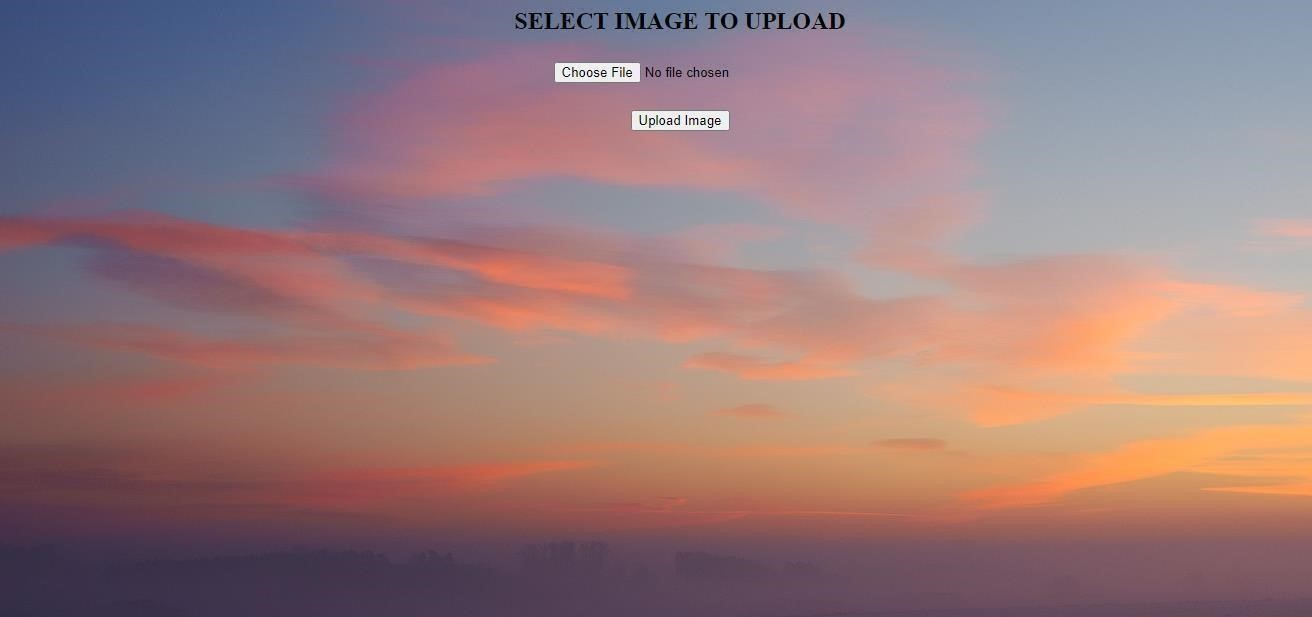 SELECT IMAGE TO UPLOAD
Choose File No file chosen
Upload Image